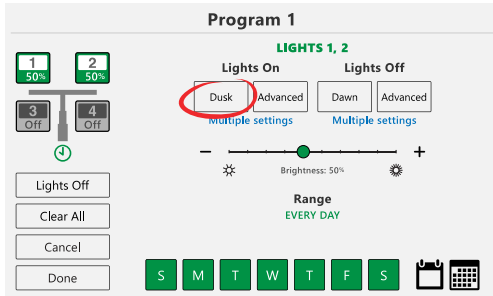 Program 1
LIGHTS 1, 2
Lights On Lights Off
1 2
50% 50%
Dusk Advanced Dawn Advanced
Multiple settings Multiple settings
3 4
Off Off
- +
Brightness: 50%
Lights Off
Clear All
Cancel
Done
Range
EVERY DAY
S M T W T F S